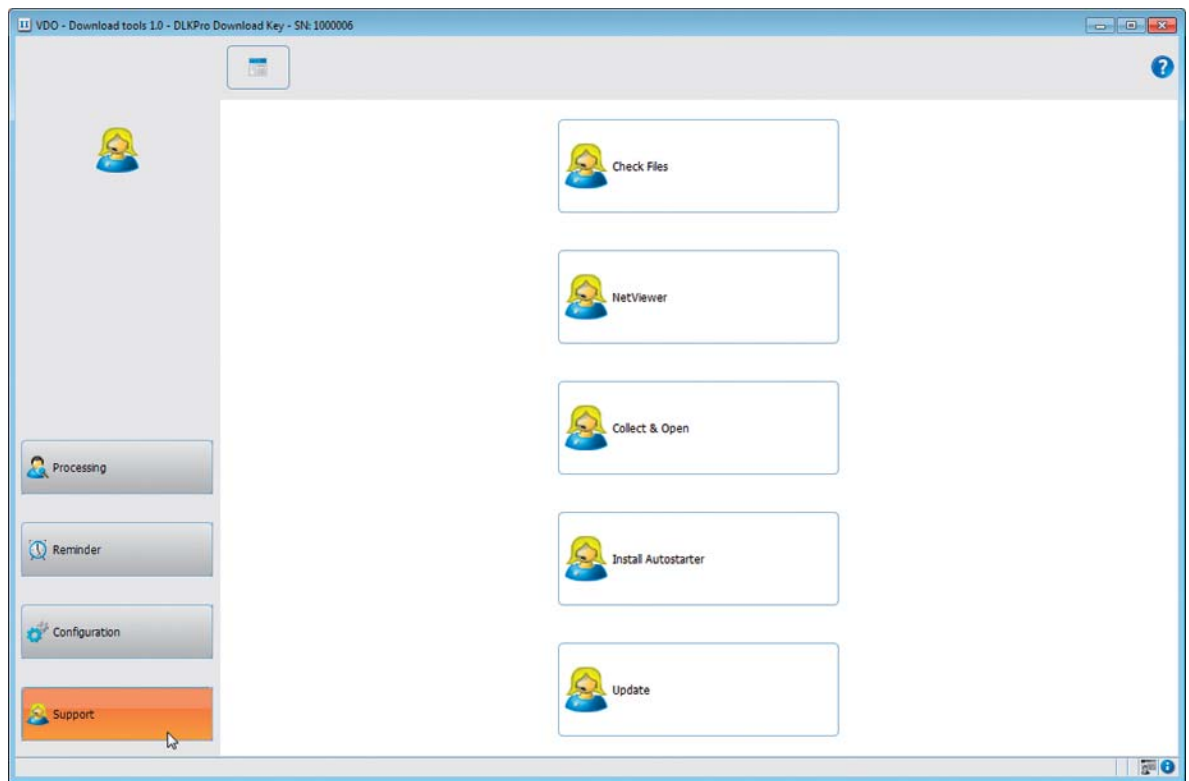 VDO - Download tools 1.0 - DLKPro Download Key - SN: 1000006
Check Files
NetViewer
Collect & Open
Install Autostarter
Update
Processing
Reminder
Configuration
Support